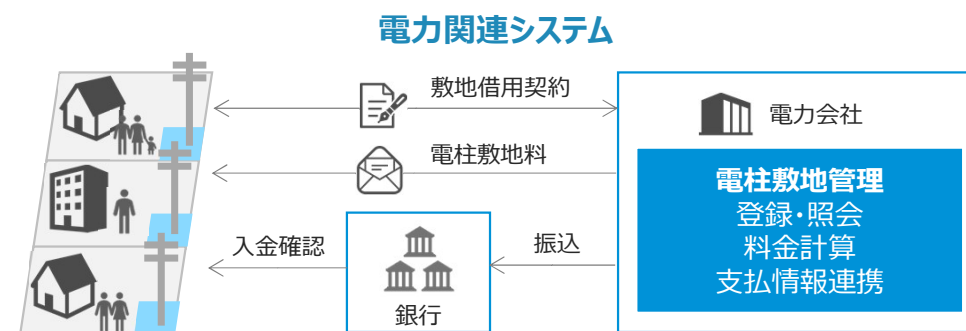 電力関連システム
敷地借用契約
電力会社
電柱敷地料
電柱敷地管理
登録・照会
料金計算
支払情報連携
入金確認
振込
銀行